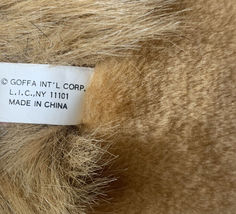 © GOFFA INT'L CORP.
L.I.C.,NY 11101
MADE IN CHINA